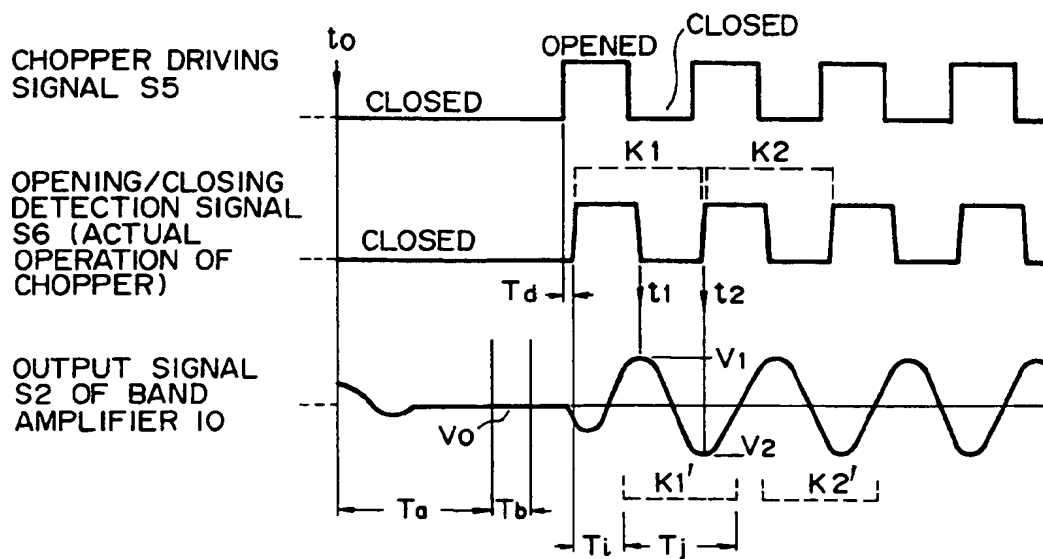 CHOPPER DRIVING
SIGNAL S5
to
CLOSED
OPENED
CLOSED
K1
K2
OPENING/CLOSING
DETECTION SIGNAL
S6 (ACTUAL
OPERATION OF
CHOPPER)
CLOSED
Td
t1
t2
OUTPUT SIGNAL
S2 OF BAND
AMPLIFIER 10
V0
V1
V2
K1'
K2'
Ta
Tb
Ti
Tj